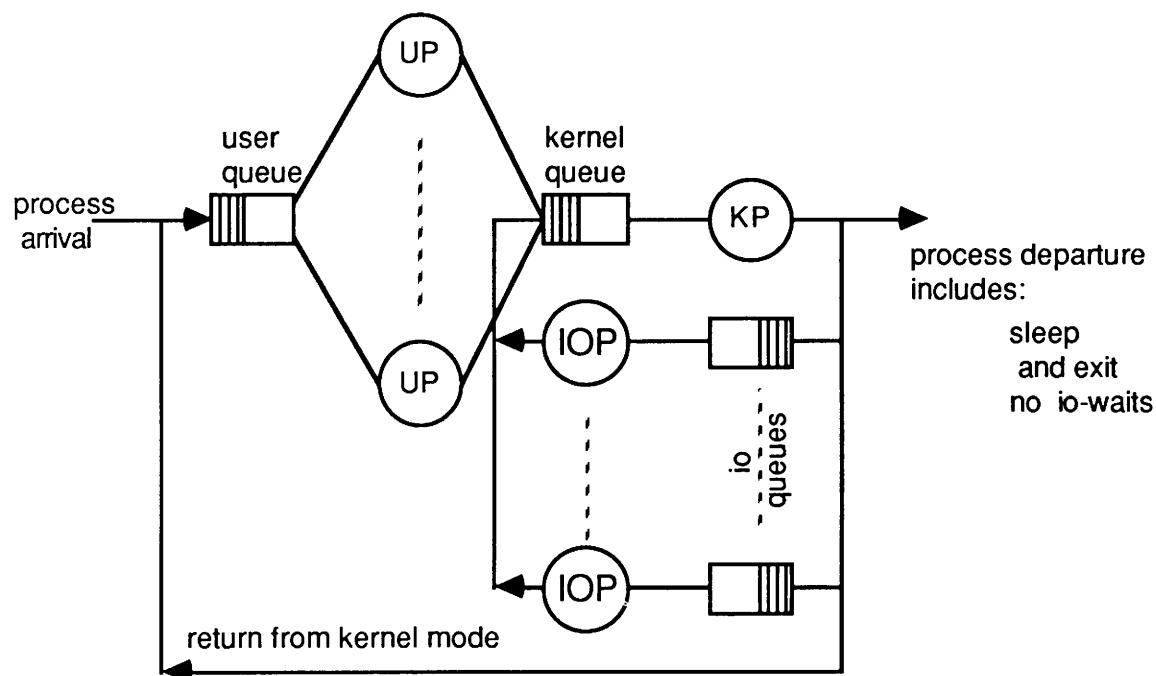 UP
user
queue
kernel
queue
process
arrival
KP
process departure
includes:
sleep
and exit
no io-waits
IOP
UP
io
queues
IOP
return from kernel mode